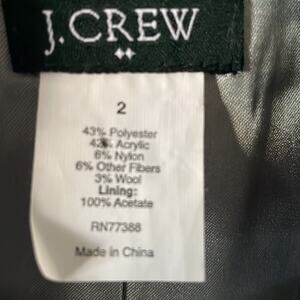 J.CREW
2
43% Polyester
42% Acrylic
6% Nylon
6% Other Fibers
3% Wool
Lining:
100% Acetate
RN77388
Made in China